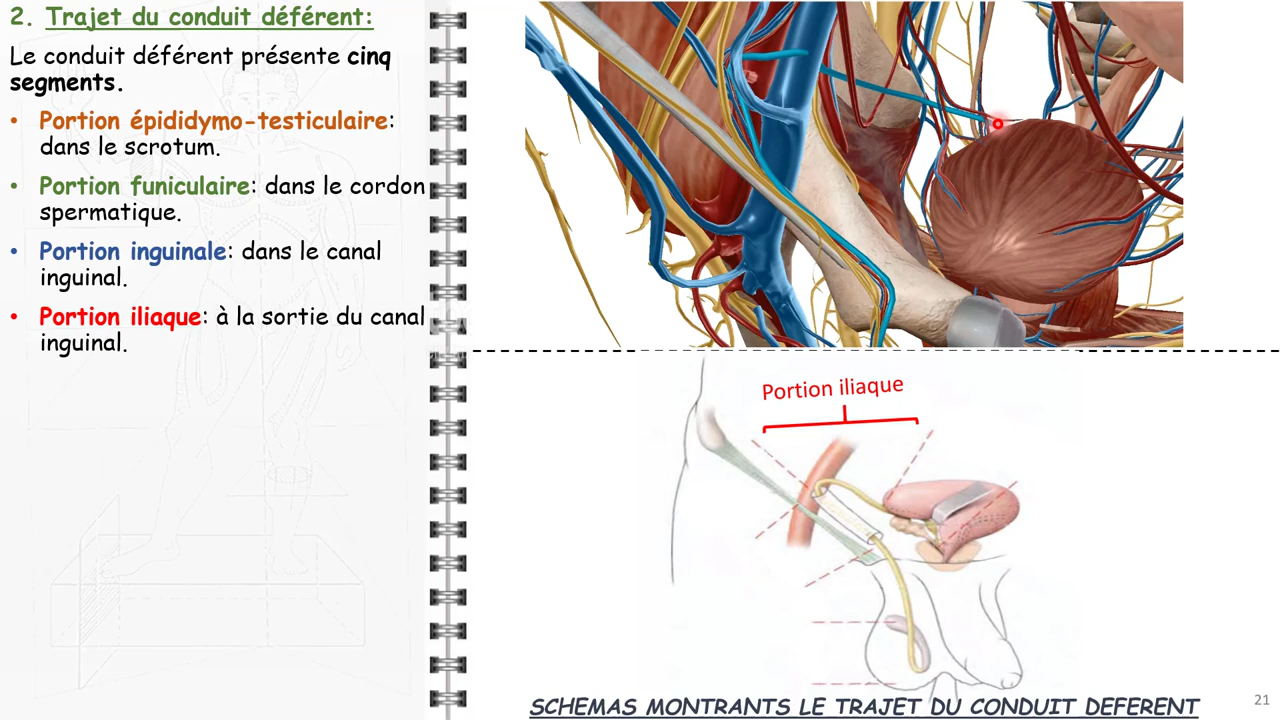 2. Trajet du conduit déférent:
Le conduit déférent présente cinq
segments.
• Portion épididymo-testiculaire:
dans le scrotum.
• Portion funiculaire: dans le cordon
spermatique.
• Portion inguinale: dans le canal
inguinal.
• Portion iliaque: à la sortie du canal
inguinal.
Portion iliaque
SCHEMAS MONTRANTS LE TRAJET DU CONDUIT DEFERENT
21